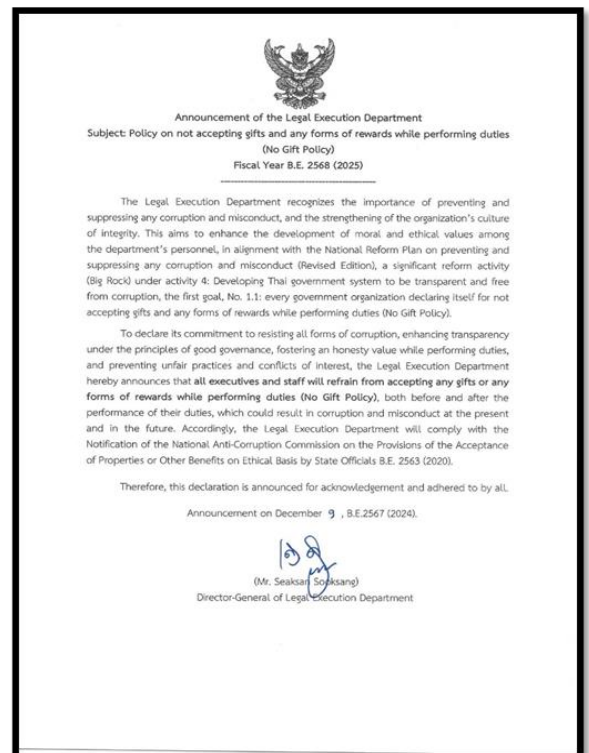 Announcement of the Legal Execution Department
Subject: Policy on not accepting gifts and any forms of rewards while performing duties
(No Gift Policy)
Fiscal Year B.E. 2568 (2025)
The Legal Execution Department recognizes the importance of preventing and
suppressing any corruption and misconduct, and the strengthening of the organization's culture
of integrity. This aims to enhance the development of moral and ethical values among
the department's personnel, in alignment with the National Reform Plan on preventing and
suppressing any corruption and misconduct (Revised Edition), a significant reform activity
(Big Rock) under activity 4: Developing Thai government system to be transparent and free
from corruption, the first goal, No. 1.1: every government organization declaring itself for not
accepting gifts and any forms of rewards while performing duties (No Gift Policy).
To declare its commitment to resisting all forms of corruption, enhancing transparency
under the principles of good governance, fostering an honesty value while performing duties,
and preventing unfair practices and conflicts of interest, the Legal Execution Department
hereby announces that all executives and staff will refrain from accepting any gifts or any
forms of rewards while performing duties (No Gift Policy), both before and after the
performance of their duties, which could result in corruption and misconduct at the present
and in the future. Accordingly, the Legal Execution Department will comply with the
Notification of the National Anti-Corruption Commission on the Provisions of the Acceptance
of Properties or Other Benefits on Ethical Basis by State Officials B.E. 2563 (2020).
Therefore, this declaration is announced for acknowledgement and adhered to by all.
Announcement on December 9 , B.E.2567 (2024).
(Mr. Seaksan Sooksang)
Director-General of Legal Execution Department